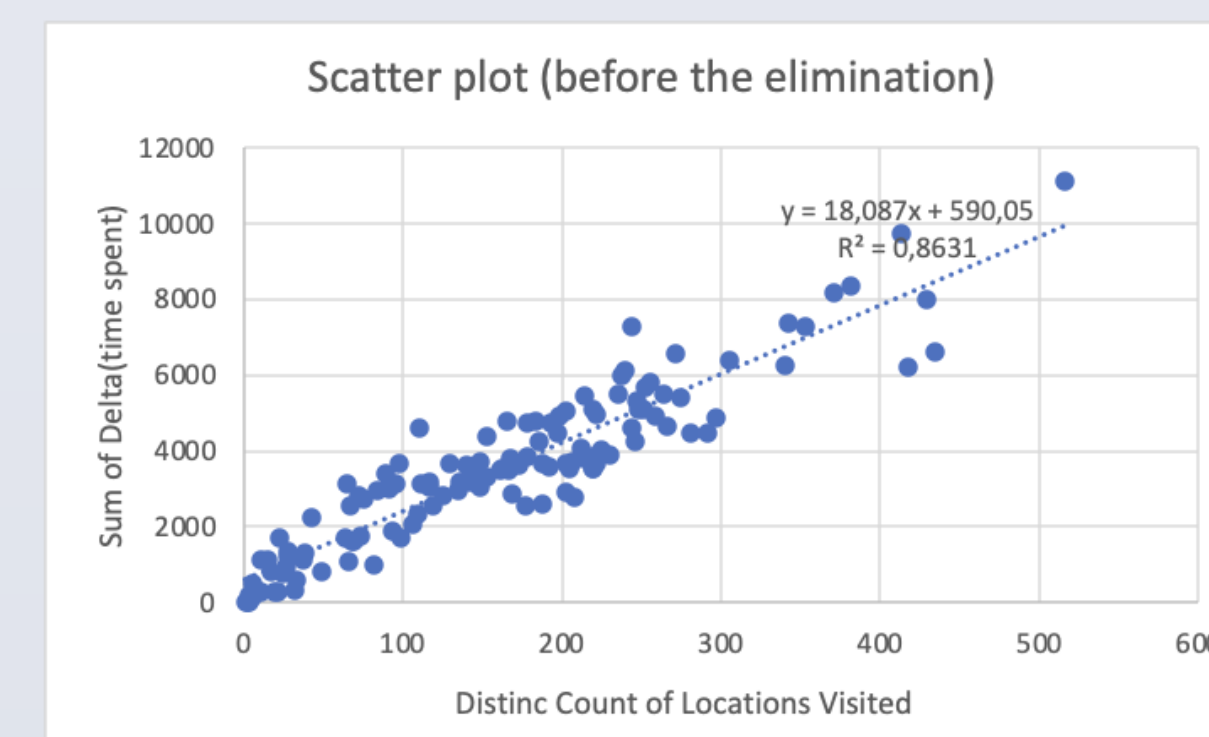 Scatter plot (before the elimination)
12000
10000
8000
6000
4000
2000
0
Sum of Delta(time spent)
y = 18,087x + 590,05
R² = 0,8631
0 100 200 300 400 500 600
Distinc Count of Locations Visited